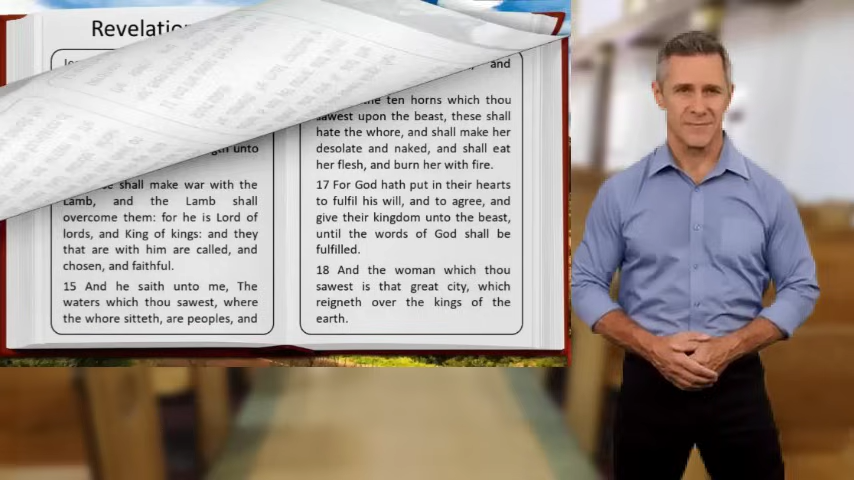 Revelation
and
ten horns which thou
sawest upon the beast, these shall
hate the whore, and shall make her
desolate and naked, and shall eat
her flesh, and burn her with fire.
17 For God hath put in their hearts
to fulfil his will, and to agree, and
give their kingdom unto the beast,
until the words of God shall be
fulfilled.
18 And the woman which thou
sawest is that great city, which
reigneth over the kings of the
earth.
unto
shall make war with the
Lamb, and the Lamb shall
overcome them: for he is Lord of
lords, and King of kings: and they
that are with him are called, and
chosen, and faithful.
15 And he saith unto me, The
waters which thou sawest, where
the whore sitteth, are peoples, and